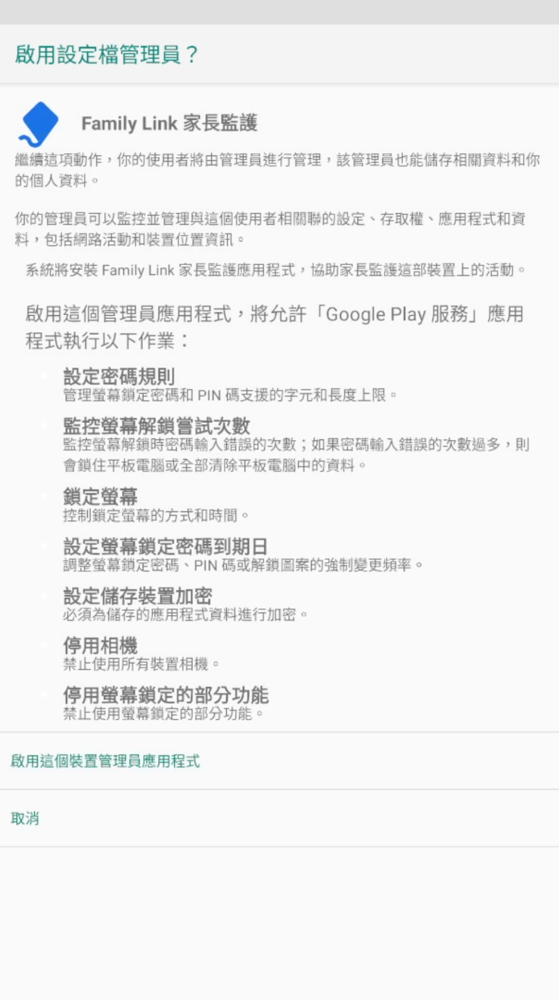 啟用設定檔管理員？
Family Link 家長監護
繼續這項動作，你的使用者將由管理員進行管理，該管理員也能儲存相關資料和你
的個人資料。
你的管理員可以監控並管理與這個使用者相關聯的設定、存取權、應用程式和資
料，包括網路活動和裝置位置資訊。
系統將安裝 Family Link 家長監護應用程式，協助家長監護這部裝置上的活動。
啟用這個管理員應用程式，將允許「Google Play 服務」應用
程式執行以下作業：
設定密碼規則
管理螢幕鎖定密碼和 PIN 碼支援的字元和長度上限。
監控螢幕解鎖嘗試次數
監控螢幕解鎖時密碼輸入錯誤的次數；如果密碼輸入錯誤的次數過多，則
會鎖住平板電腦或全部清除平板電腦中的資料。
鎖定螢幕
控制鎖定螢幕的方式和時間。
設定螢幕鎖定密碼到期日
調整螢幕鎖定密碼、PIN 碼或解鎖圖案的強制變更頻率。
設定儲存裝置加密
必須為儲存的應用程式資料進行加密。
停用相機
禁止使用所有裝置相機。
停用螢幕鎖定的部分功能
禁止使用螢幕鎖定的部分功能。
啟用這個裝置管理員應用程式
取消